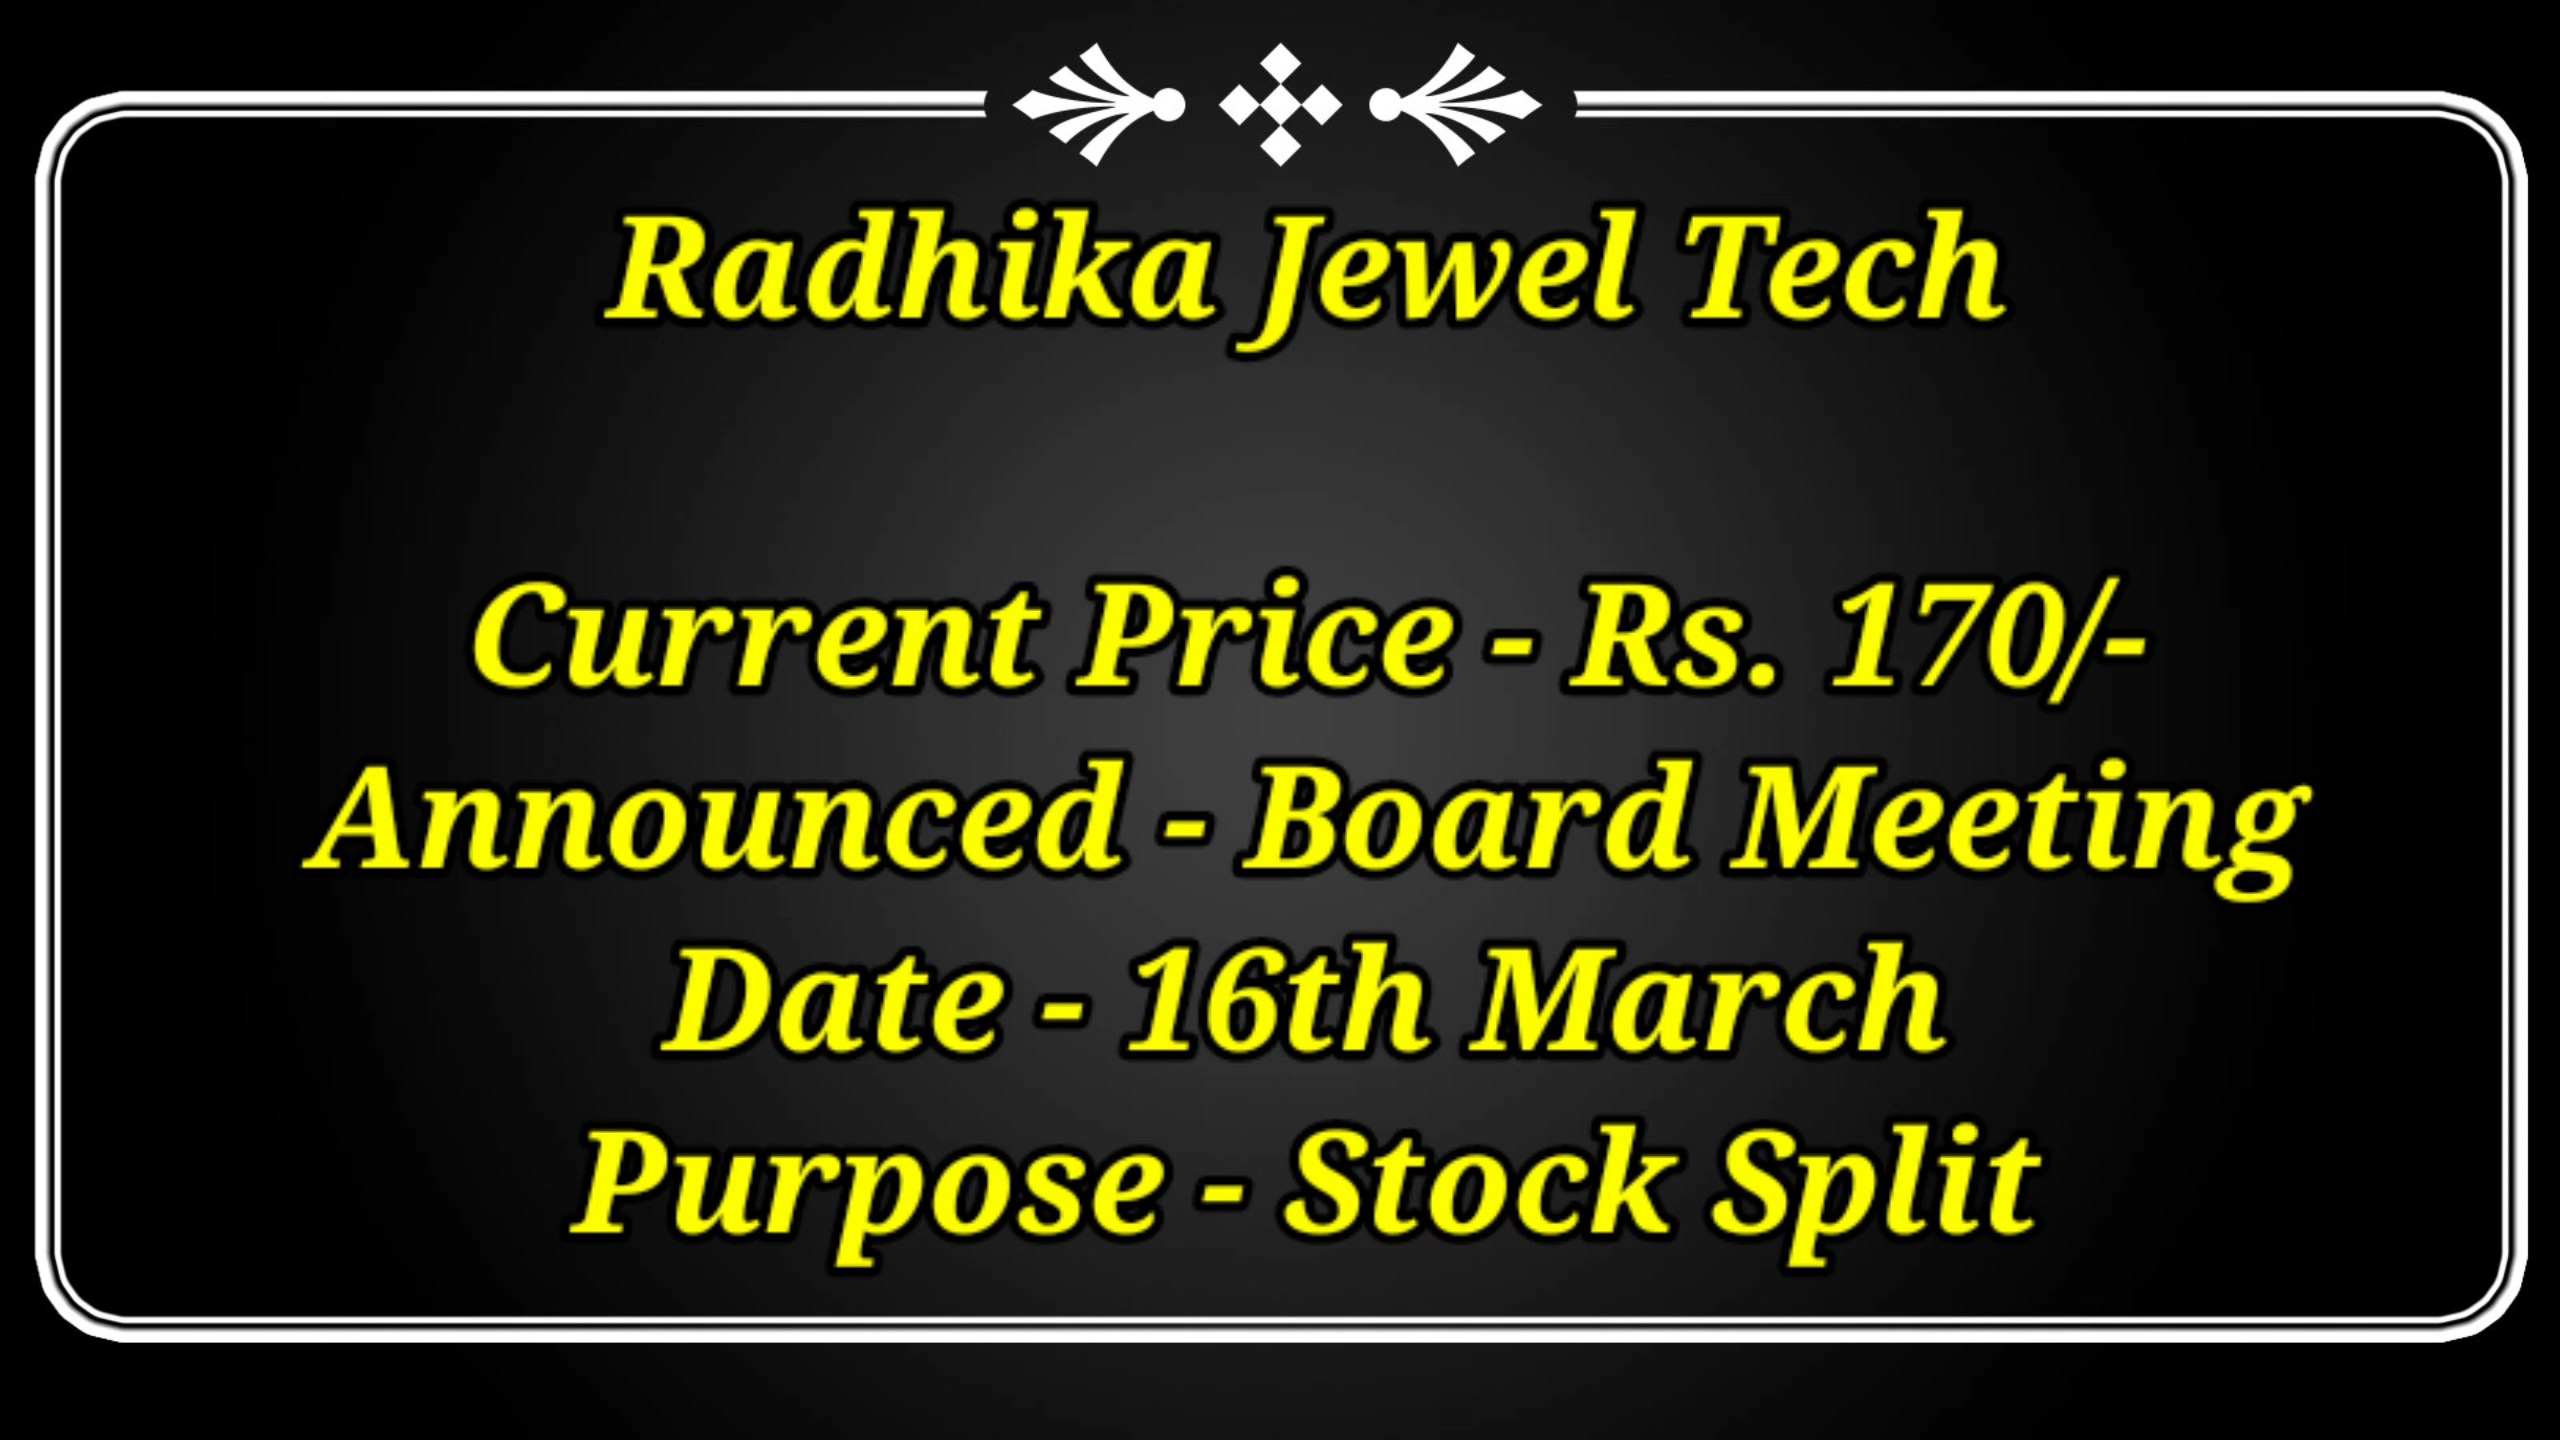 Radhika Jewel Tech
Current Price - Rs. 170/-
Announced - Board Meeting
Date - 16th March
Purpose - Stock Split